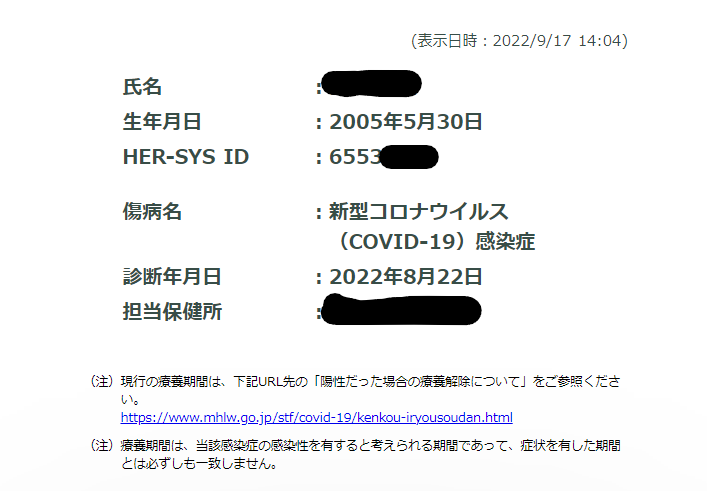 (表示日時：2022/9/17 14:04)
氏名 ：
生年月日 ：2005年5月30日
HER-SYS ID ：6553
傷病名 ：新型コロナウイルス
（COVID-19）感染症
診断年月日 ：2022年8月22日
担当保健所 ：
（注）現行の療養期間は、下記URL先の「陽性だった場合の療養解除について」をご参照くださ
い。
https://www.mhlw.go.jp/stf/covid-19/kenkou-iryousoudan.html
（注）療養期間は、当該感染症の感染性を有すると考えられる期間であって、症状を有した期間
とは必ずしも一致しません。